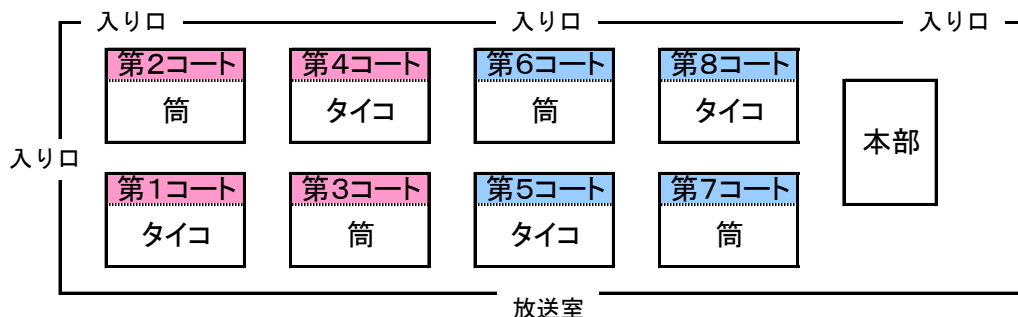 入り口 入り口 入り口
第2コート 第4コート 第6コート 第8コート
筒 タイコ 筒 タイコ
本部
入り口
第1コート 第3コート 第5コート 第7コート
タイコ 筒 タイコ 筒
放送室